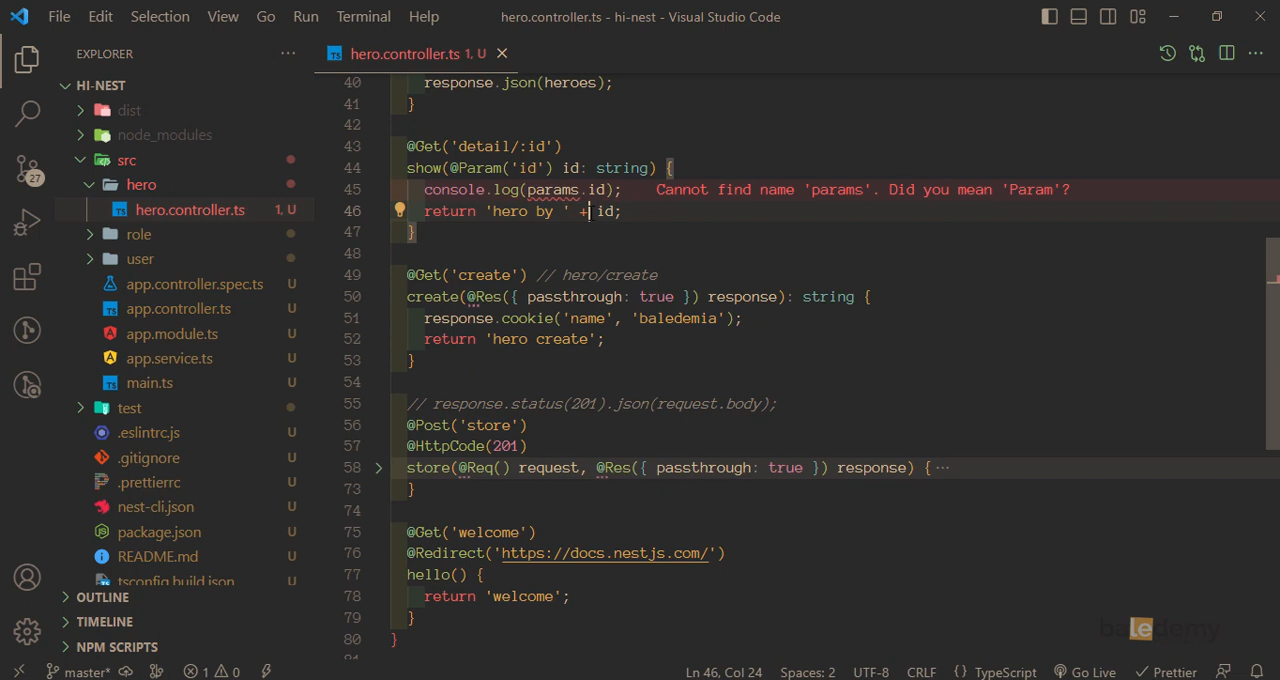 File Edit Selection View Go Run Terminal Help hero.controller.ts - hi-nest - Visual Studio Code
EXPLORER
hero.controller.ts 1, U
HI-NEST
dist
node_modules
src
hero
hero.controller.ts 1, U
role
user
app.controller.spec.ts U
app.controller.ts U
app.module.ts U
app.service.ts U
main.ts U
test
.eslintrc.js U
.gitignore U
.prettierrc U
nest-cli.json U
package.json U
README.md U
tsconfig.build.json U
OUTLINE
TIMELINE
NPM SCRIPTS
27
40 response.json(heroes);
41 }
42
43 @Get('detail/:id')
44 show(@Param('id') id: string) {
45 console.log(params.id); Cannot find name 'params'. Did you mean 'Param'?
46 return 'hero by ' + id;
47 }
48
49 @Get('create') // hero/create
50 create(@Res({ passthrough: true }) response): string {
51 response.cookie('name', 'baledemia');
52 return 'hero create';
53 }
54
55 // response.status(201).json(request.body);
56 @Post('store')
57 @HttpCode(201)
58 store(@Req() request, @Res({ passthrough: true }) response) { ···
73 }
74
75 @Get('welcome')
76 @Redirect('https://docs.nestjs.com/')
77 hello() {
78 return 'welcome';
79 }
80 }
81
baledemy
master* 1 0 Ln 46, Col 24 Spaces: 2 UTF-8 CRLF {} TypeScript Go Live Prettier